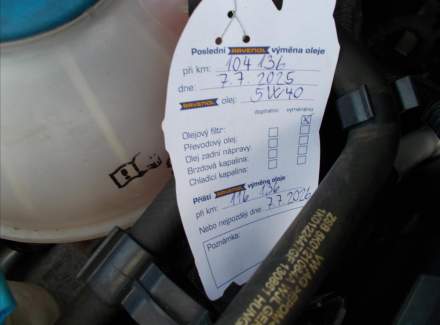 Poslední RAVENOL výměna oleje
při km: 104 136
dne: 7.7.2025
RAVENOL olej: 5W40
doplněno: vyměněno:
Olejový filtr:
Převodový olej:
Olej zadní nápravy:
Brzdová kapalina:
Chladicí kapalina:
Příští RAVENOL výměna oleje
při km: 116 136
Nebo nejpozději dne: 7.7.2026
Poznámka: